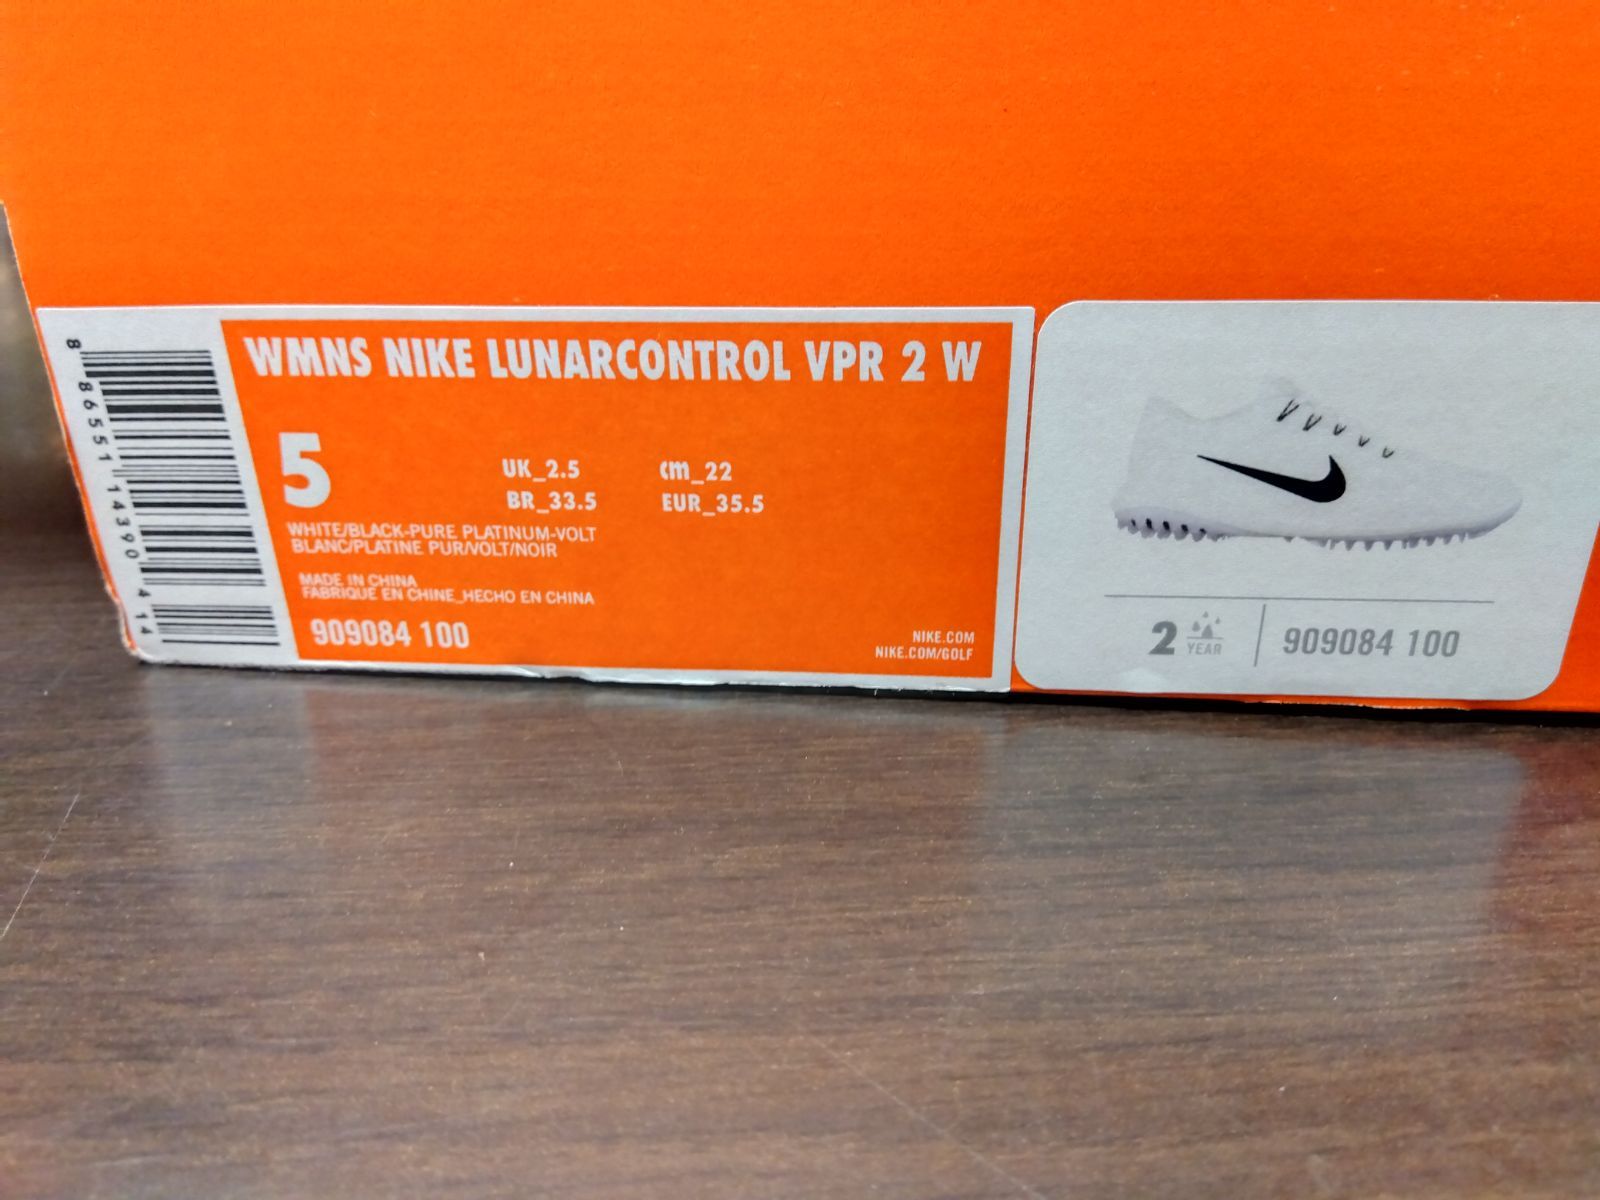 8 86551 14390 4 14
WMNS NIKE LUNARCONTROL VPR 2 W
5
UK_2.5 cm_22
BR_33.5 EUR_35.5
WHITE/BLACK-PURE PLATINUM-VOLT
BLANC/PLATINE PUR/VOLT/NOIR
MADE IN CHINA
FABRIQUE EN CHINE_HECHO EN CHINA
909084 100
NIKE.COM
NIKE.COM/GOLF
2 YEAR 909084 100